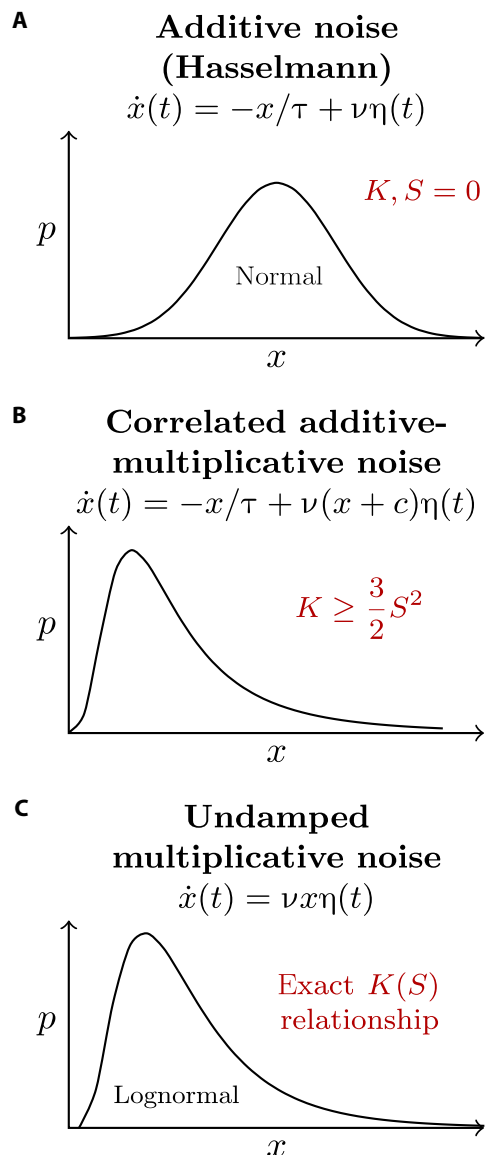 A
Additive noise
(Hasselmann)
ẋ(t) = −x/τ + νη(t)
K, S = 0
p
Normal
x
B
Correlated additive-
multiplicative noise
ẋ(t) = −x/τ + ν(x + c)η(t)
K ≥ 3/2 S²
p
x
C
Undamped
multiplicative noise
ẋ(t) = νxη(t)
Exact K(S)
relationship
p
Lognormal
x